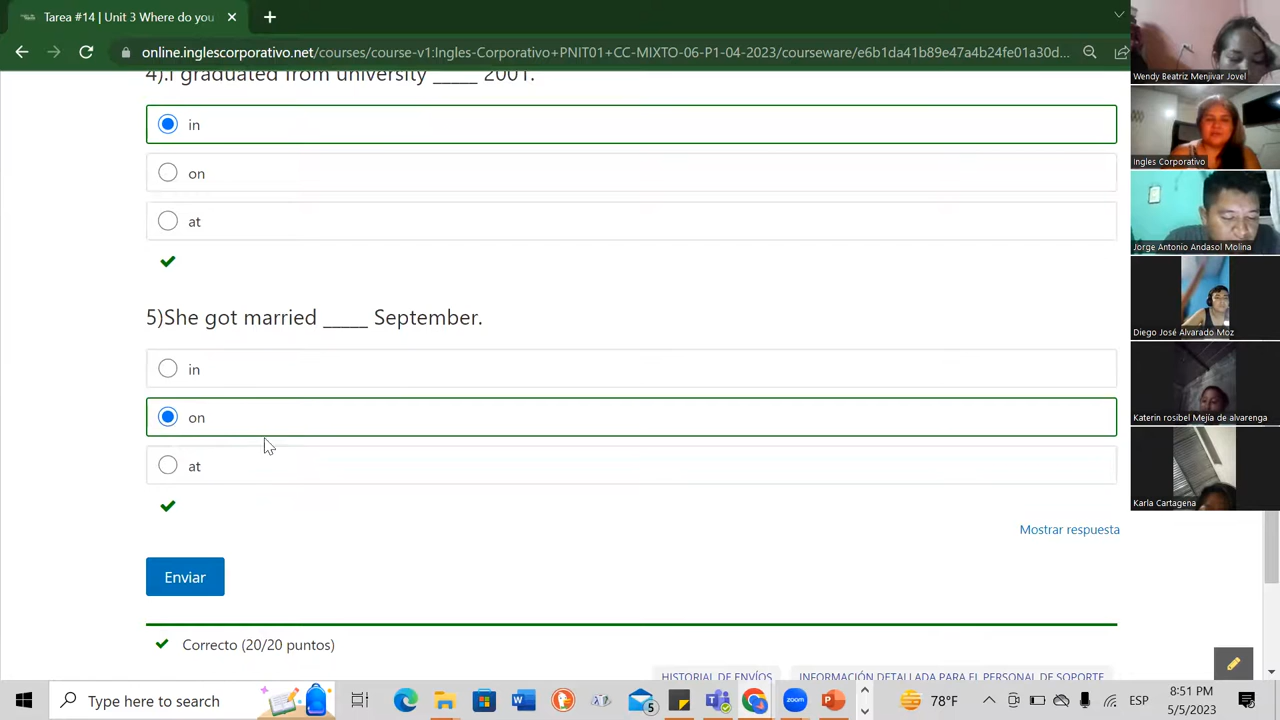 Tarea #14 | Unit 3 Where do you
online.inglescorporativo.net/courses/course-v1:Ingles-Corporativo+PNIT01+CC-MIXTO-06-P1-04-2023/courseware/e6b1da41b89e47a4b24fe01a30d...
4).I graduated from university _____ 2001.
in
on
at
5)She got married _____ September.
in
on
at
Mostrar respuesta
Enviar
Correcto (20/20 puntos)
HISTORIAL DE ENVÍOS
INFORMACIÓN DETALLADA PARA EL PERSONAL DE SOPORTE
Wendy Beatriz Menjivar Jovel
Ingles Corporativo
Jorge Antonio Andasol Molina
Diego José Alvarado Moz
Katerin rosibel Mejía de alvarenga
Karla Cartagena
Type here to search
5
zoom
78°F
ESP
8:51 PM
5/5/2023